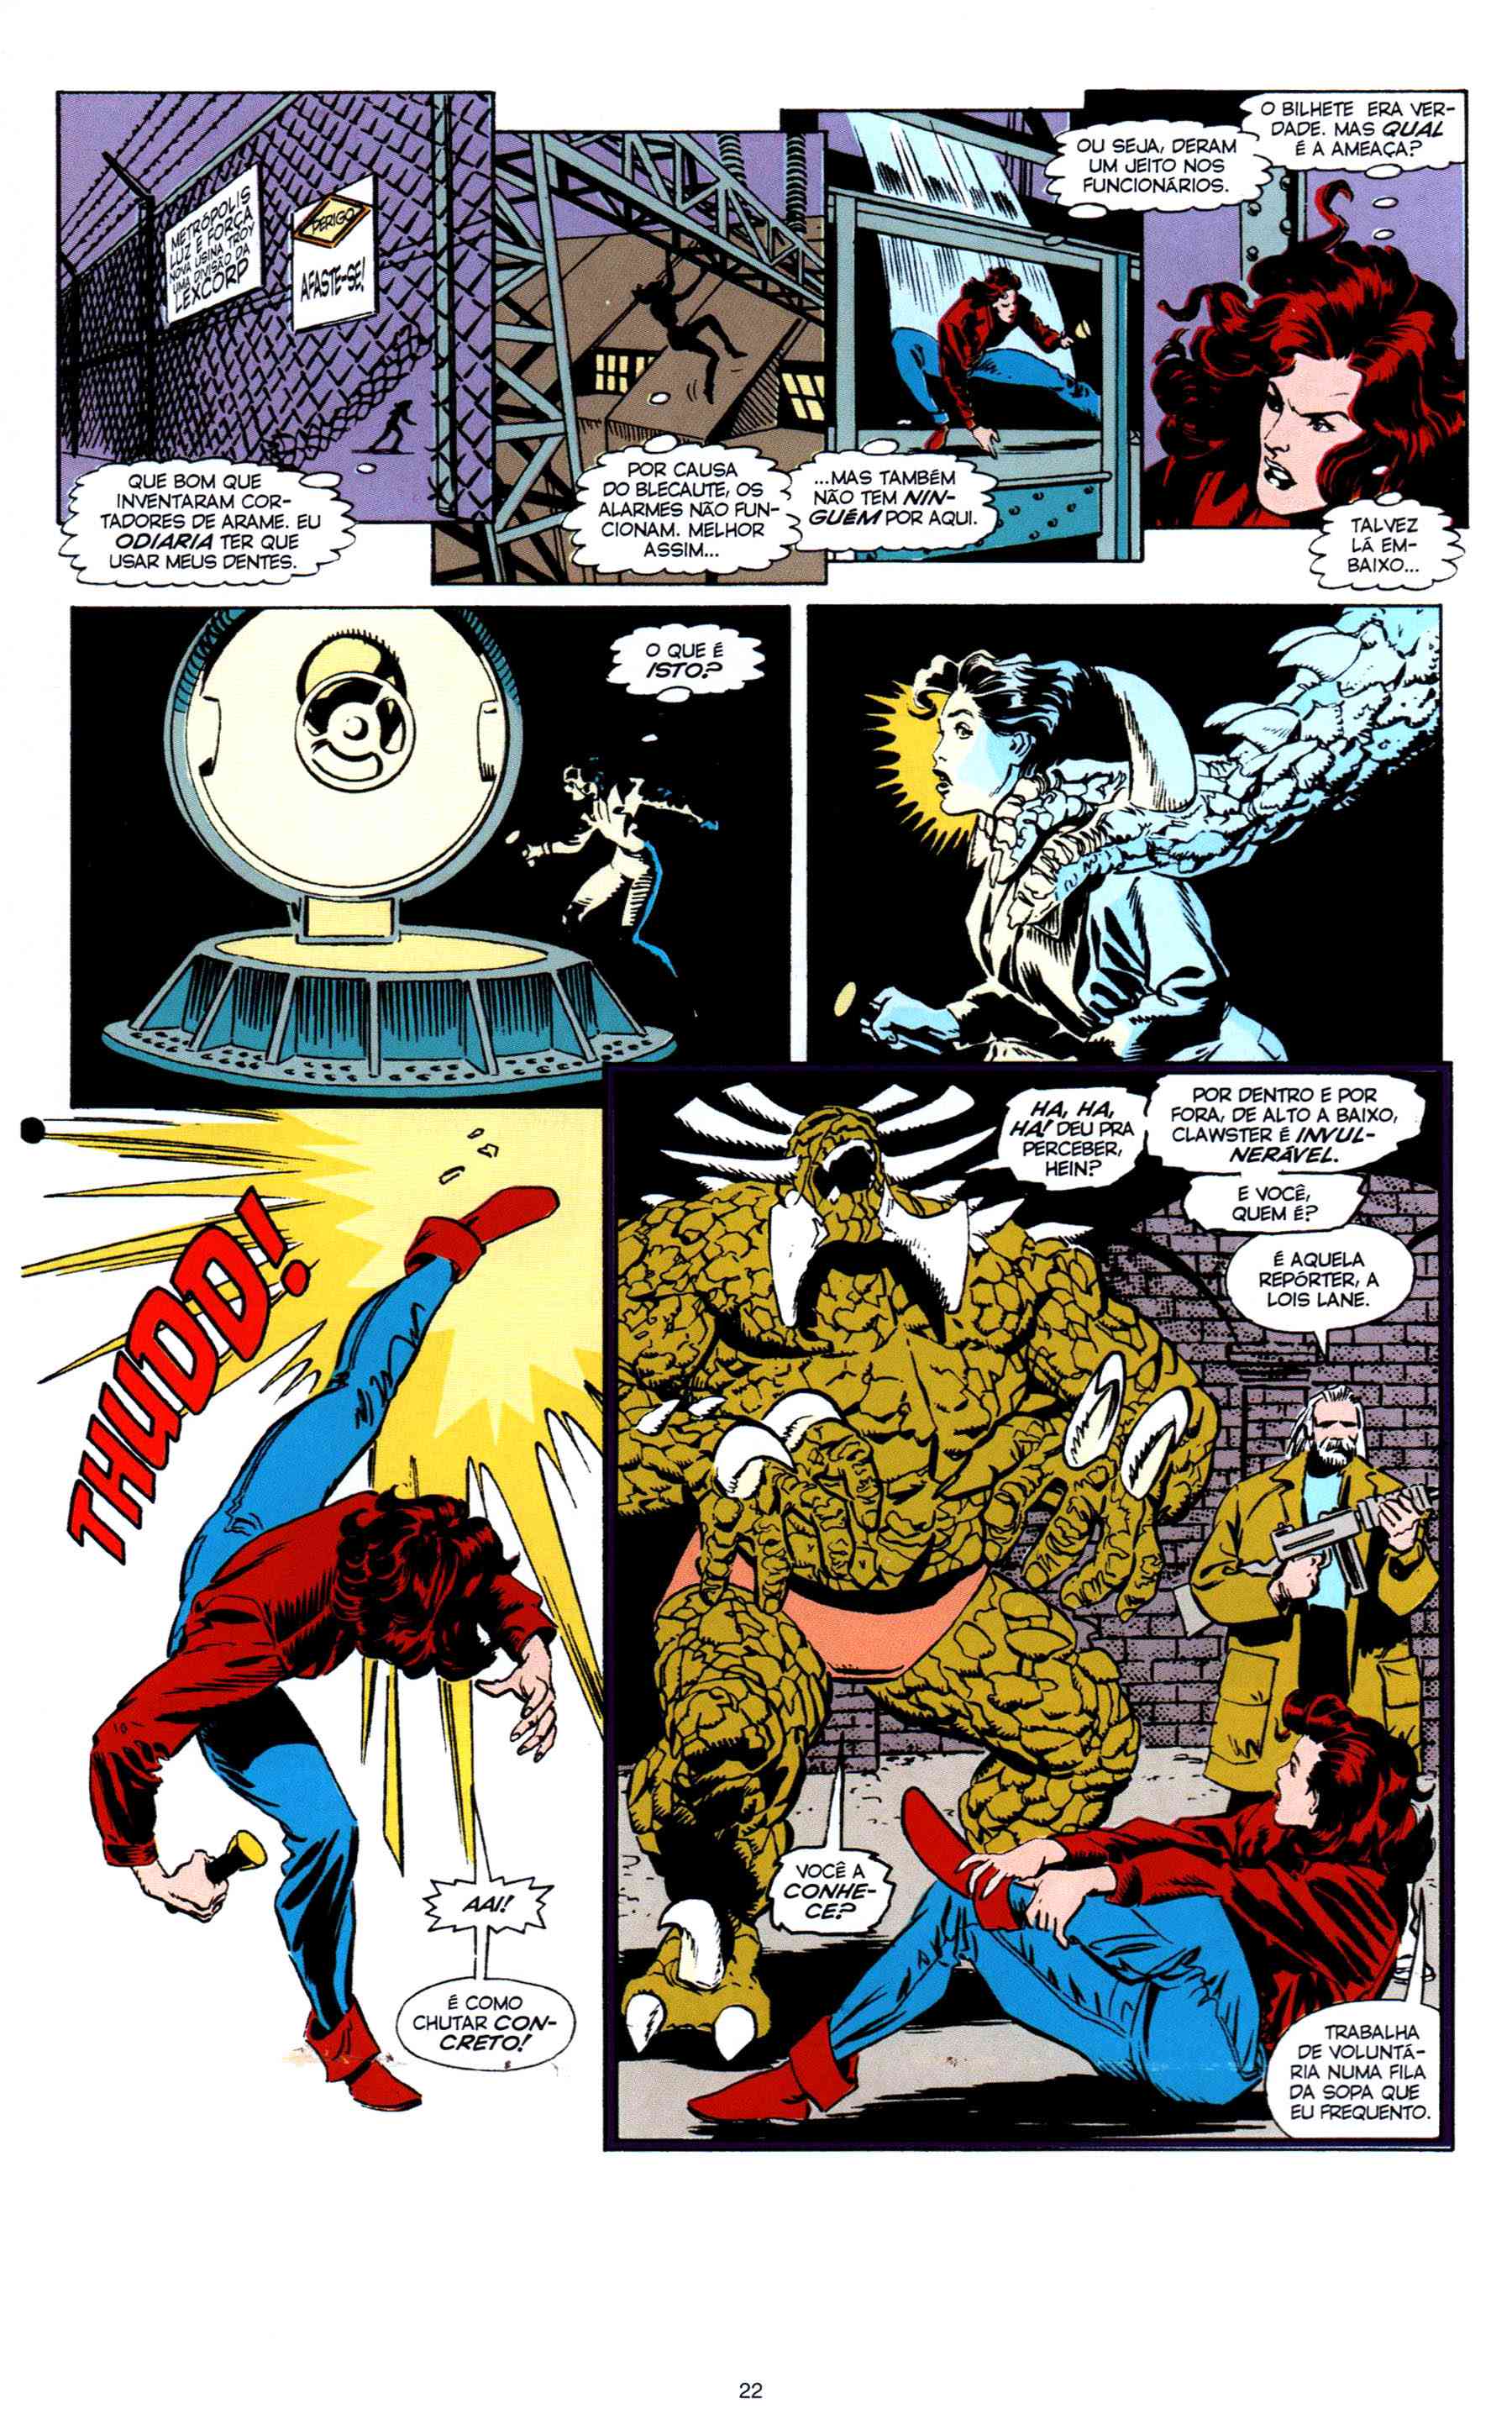 METRÓPOLIS
LUZ E FORÇA
NOVA USINA TROY
UMA DIVISÃO DA
LEXCORP
PERIGO
AFASTE-SE!
QUE BOM QUE
INVENTARAM COR-
TADORES DE ARAME. EU
ODIARIA TER QUE
USAR MEUS DENTES.
POR CAUSA
DO BLECAUTE, OS
ALARMES NÃO FUN-
CIONAM. MELHOR
ASSIM...
...MAS TAMBÉM
NÃO TEM NIN-
GUÉM POR AQUI.
OU SEJA, DERAM
UM JEITO NOS
FUNCIONÁRIOS.
O BILHETE ERA VER-
DADE. MAS QUAL
É A AMEAÇA?
TALVEZ
LÁ EM-
BAIXO...
O QUE É
ISTO?
THUDD!
AAI!
É COMO
CHUTAR CON-
CRETO!
HA, HA,
HA! DEU PRA
PERCEBER,
HEIN?
POR DENTRO E POR
FORA, DE ALTO A BAIXO,
CLAWSTER É INVUL-
NERÁVEL.
E VOCÊ,
QUEM É?
É AQUELA
REPÓRTER, A
LOIS LANE.
VOCÊ A
CONHE-
CE?
TRABALHA
DE VOLUNTÁ-
RIA NUMA FILA
DA SOPA QUE
EU FREQUENTO.
22